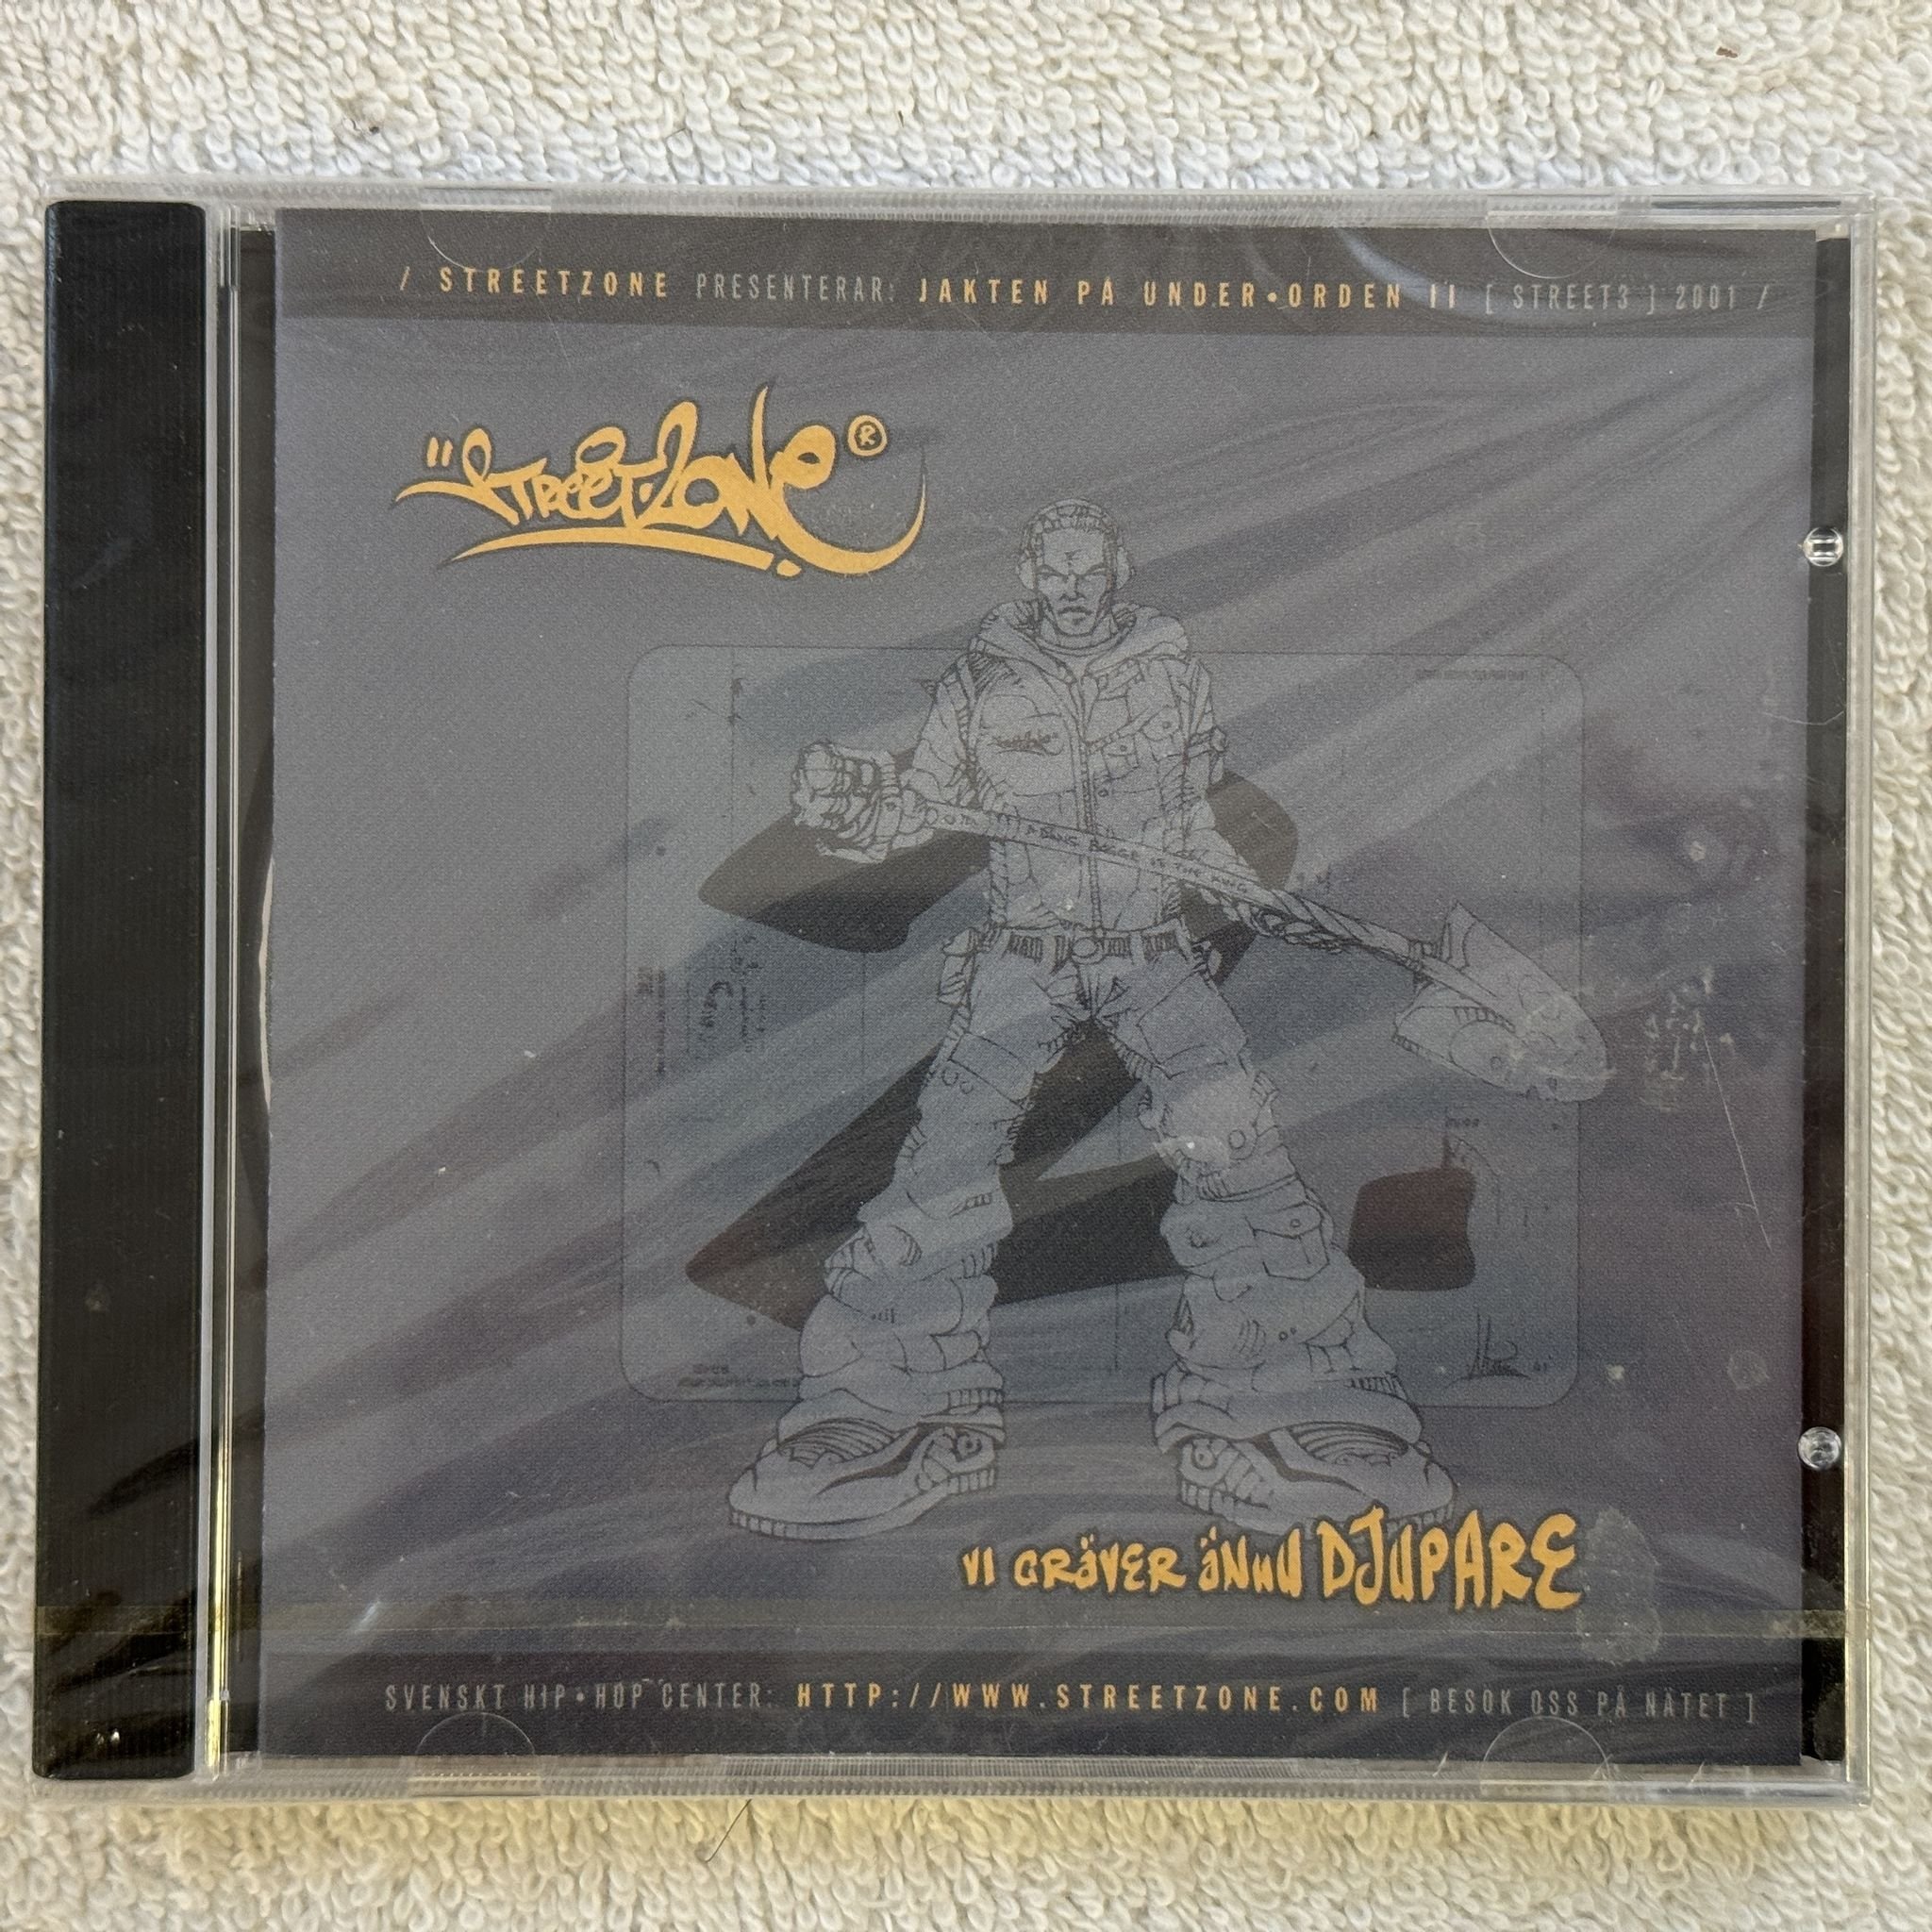 / STREETZONE PRESENTERAR: JAKTEN PÅ UNDER•ORDEN II [ STREET3 ] 2001 /
"STREETZONE ®
VI GRÄVER ÄNNU DJUPARE
SVENSKT HIP•HOP CENTER: HTTP://WWW.STREETZONE.COM [ BESÖK OSS PÅ NÄTET ]